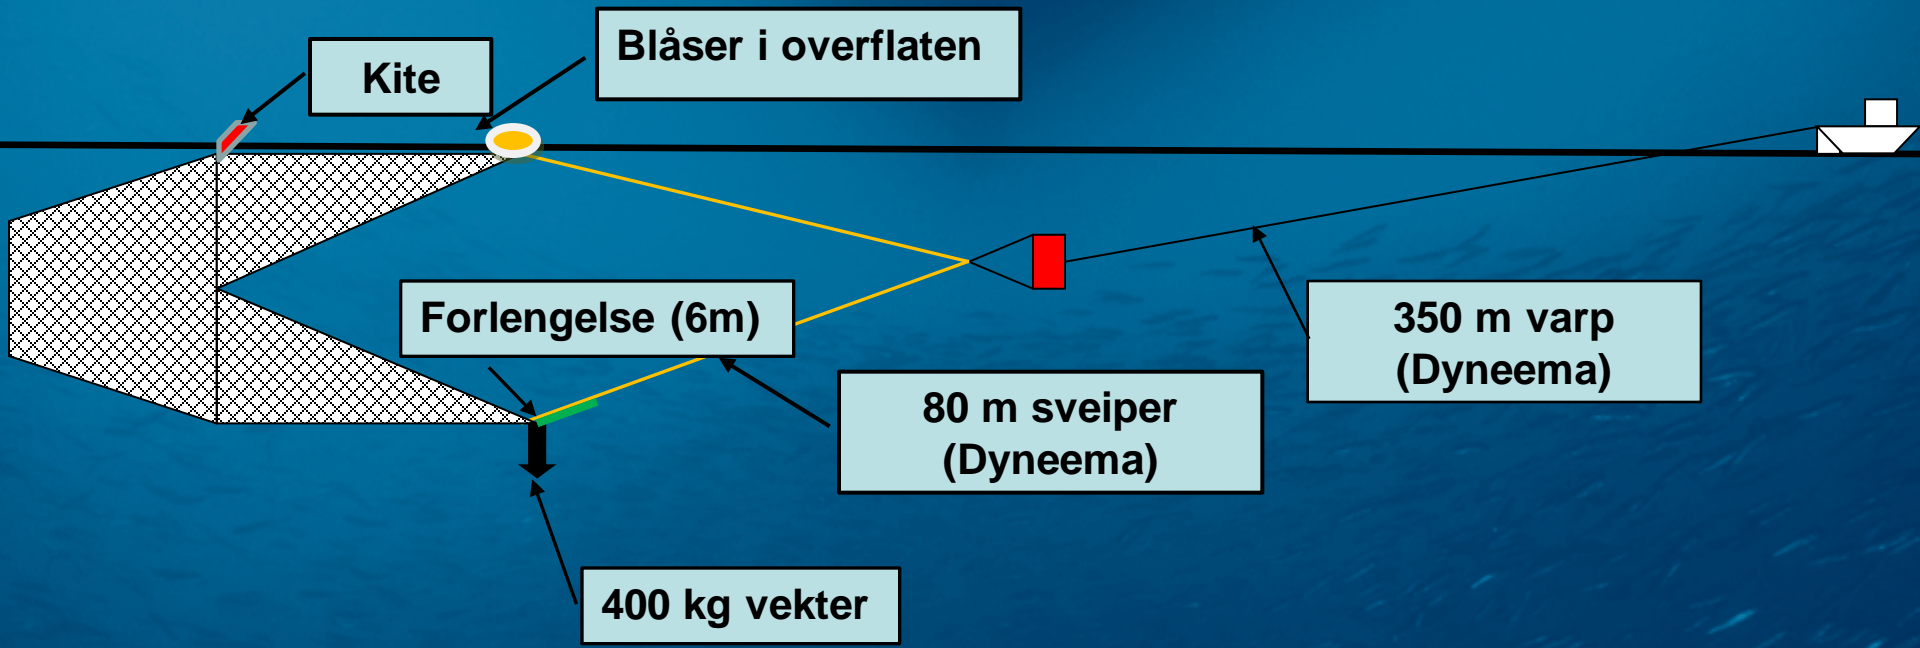 Kite
Blåser i overflaten
Forlengelse (6m)
350 m varp
(Dyneema)
80 m sveiper
(Dyneema)
400 kg vekter